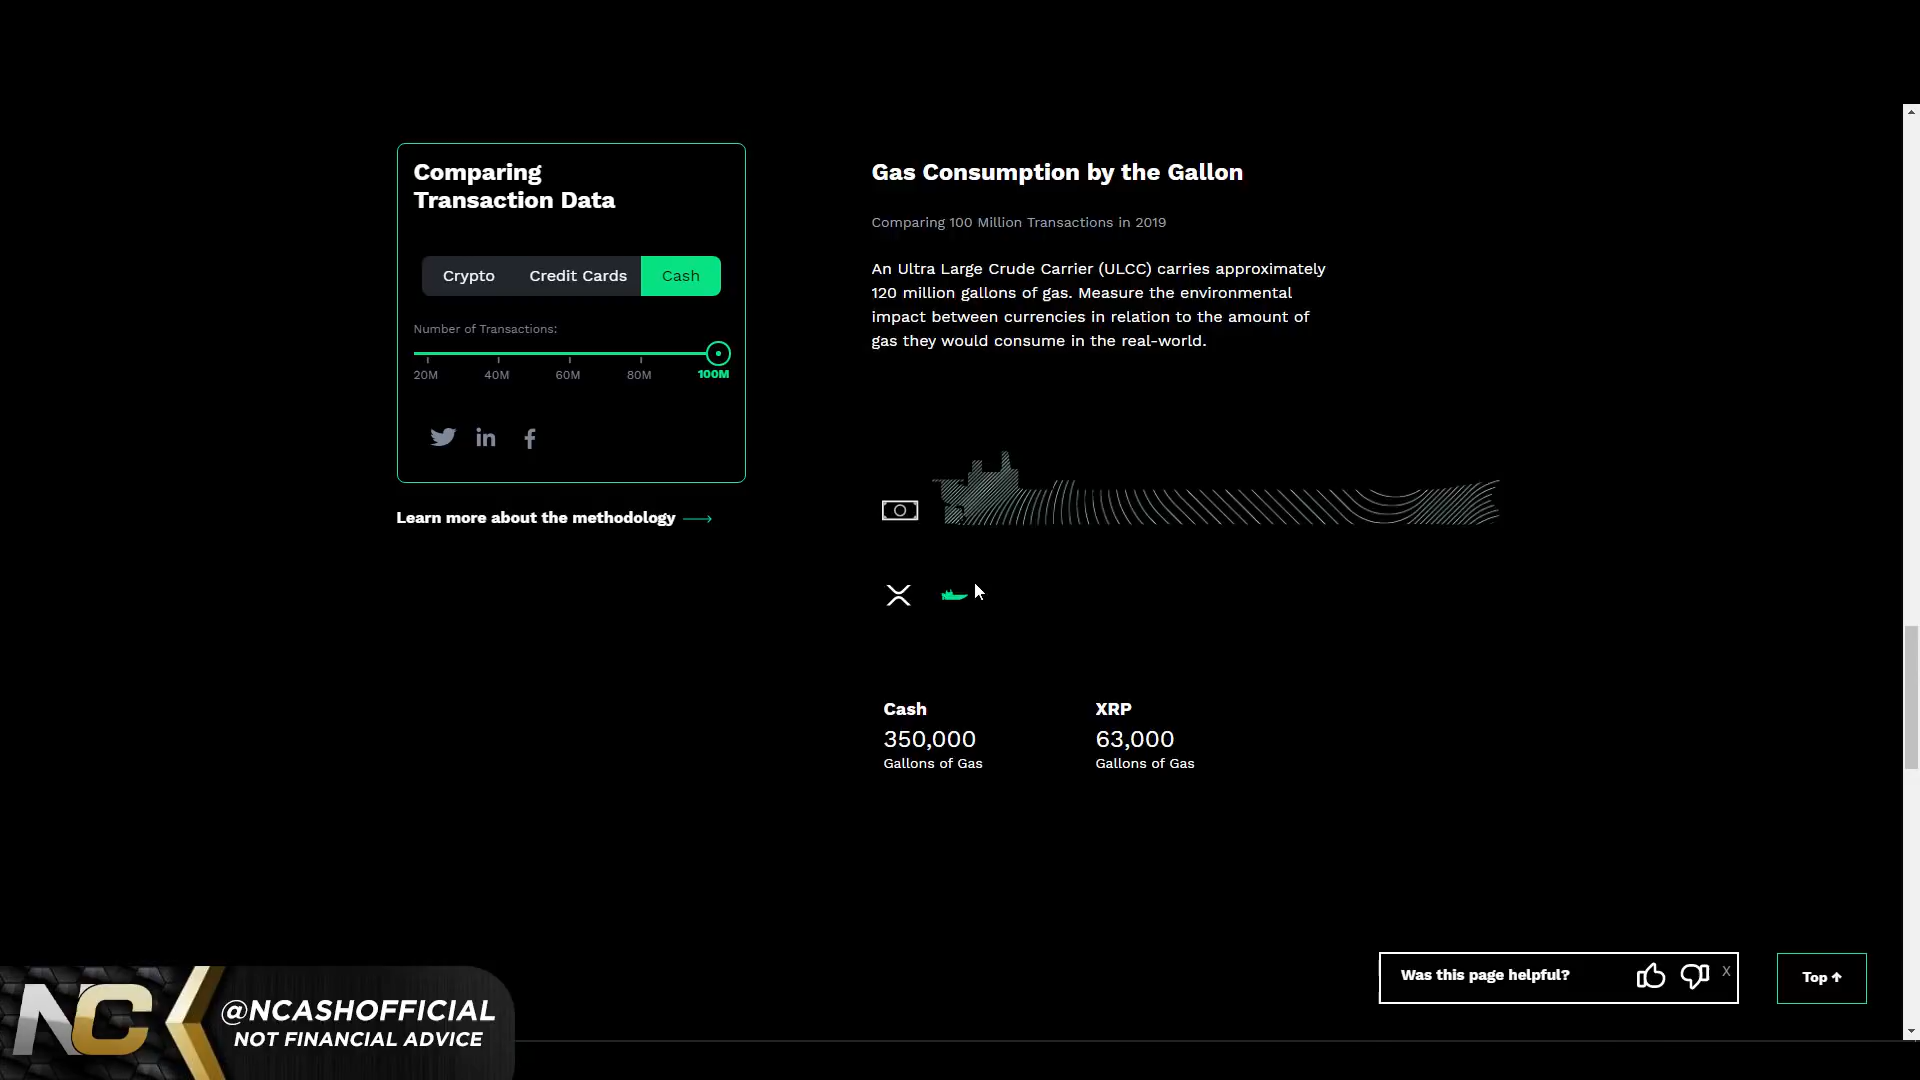 Comparing
Transaction Data
Crypto
Credit Cards
Cash
Number of Transactions:
20M
40M
60M
80M
100M
Learn more about the methodology
Gas Consumption by the Gallon
Comparing 100 Million Transactions in 2019
An Ultra Large Crude Carrier (ULCC) carries approximately
120 million gallons of gas. Measure the environmental
impact between currencies in relation to the amount of
gas they would consume in the real-world.
Cash
350,000
Gallons of Gas
XRP
63,000
Gallons of Gas
Was this page helpful?
X
Top
NC
@NCASHOFFICIAL
NOT FINANCIAL ADVICE